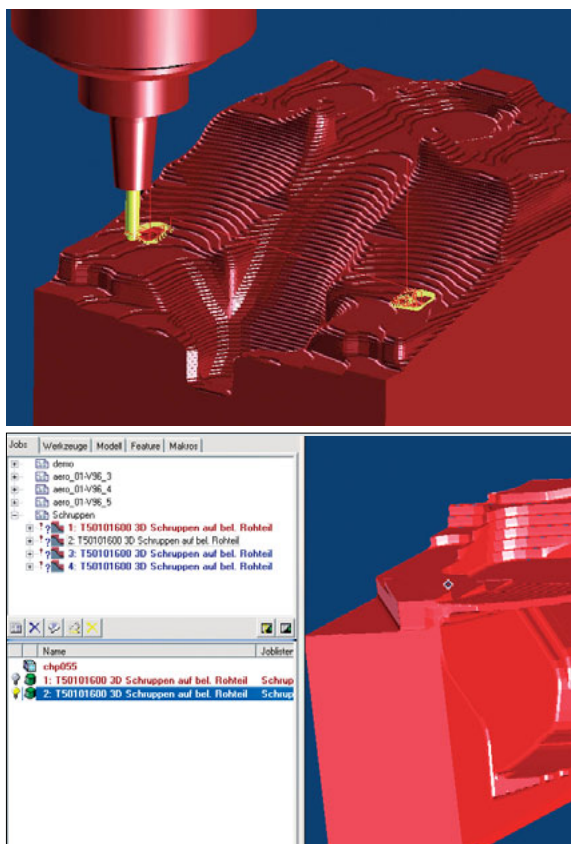 Jobs Werkzeuge Modell Feature Makros
demo
aero_01-V96_3
aero_01-V96_4
aero_01-V96_5
Schruppen
! ? 1: T50101600 3D Schruppen auf bel. Rohteil
! ? 2: T50101600 3D Schruppen auf bel. Rohteil
! ? 3: T50101600 3D Schruppen auf bel. Rohteil
! ? 4: T50101600 3D Schruppen auf bel. Rohteil
Name Joblisten
chp055
1: T50101600 3D Schruppen auf bel. Rohteil Schrup
2: T50101600 3D Schruppen auf bel. Rohteil Schrup